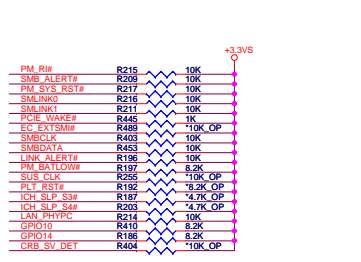 +3.3VS
PM_RI# R215 10K
SMB_ALERT# R209 10K
PM_SYS_RST# R217 10K
SMLINK0 R216 10K
SMLINK1 R211 10K
PCIE_WAKE# R445 1K
EC_EXTSMI# R489 *10K_OP
SMBCLK R403 10K
SMBDATA R453 10K
LINK_ALERT# R196 10K
PM_BATLOW# R197 8.2K
SUS_CLK R255 *10K_OP
PLT_RST# R192 *8.2K_OP
ICH_SLP_S3# R187 *4.7K_OP
ICH_SLP_S4# R203 *4.7K_OP
LAN_PHYPC R214 10K
GPIO10 R410 8.2K
GPIO14 R186 8.2K
CRB_SV_DET R404 *10K_OP